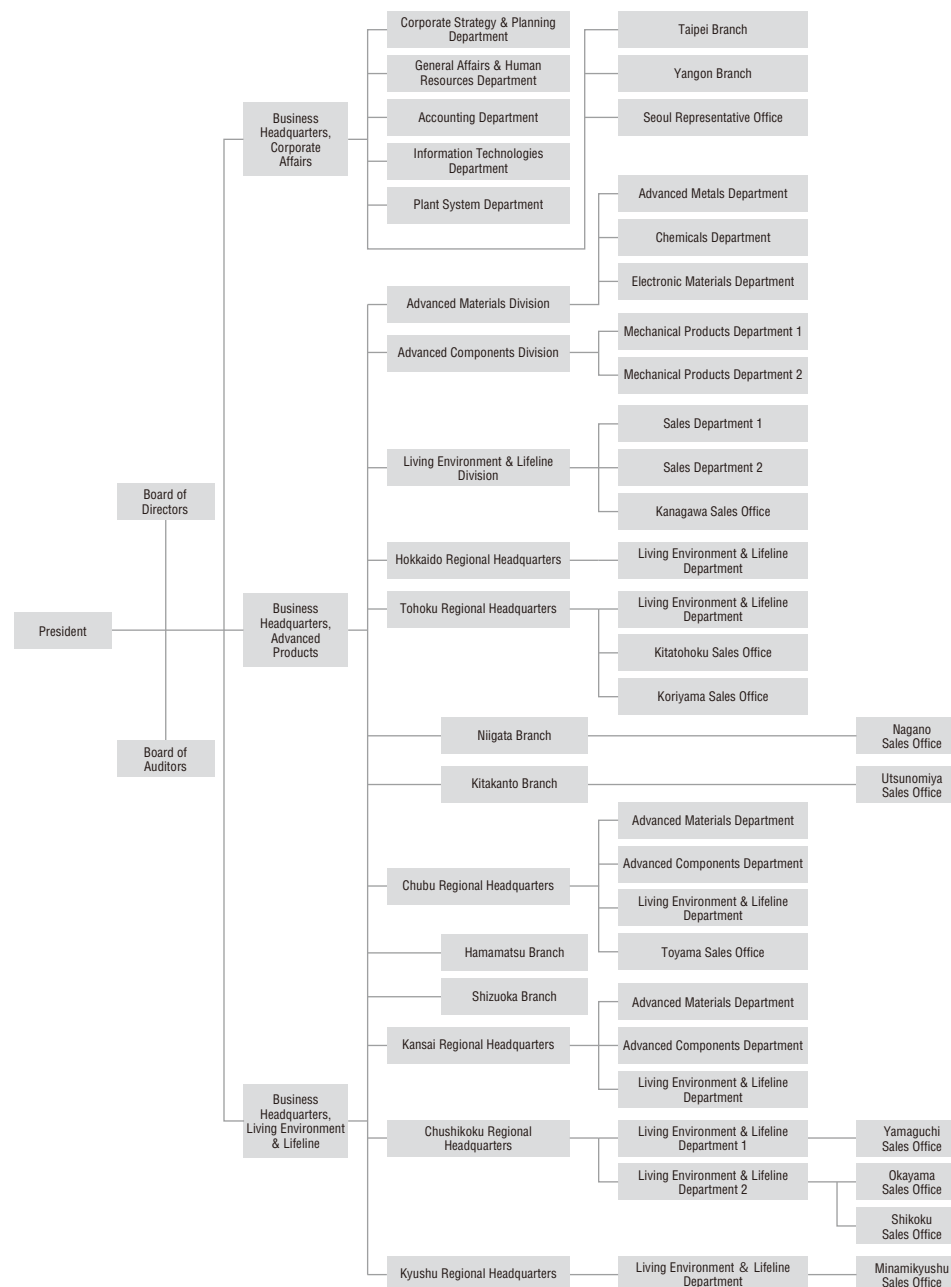 President
Board of
Directors
Board of
Auditors
Business
Headquarters,
Corporate
Affairs
Corporate Strategy & Planning
Department
General Affairs & Human
Resources Department
Accounting Department
Information Technologies
Department
Plant System Department
Taipei Branch
Yangon Branch
Seoul Representative Office
Business
Headquarters,
Advanced
Products
Business
Headquarters,
Living Environment
& Lifeline
Advanced Materials Division
Advanced Metals Department
Chemicals Department
Electronic Materials Department
Advanced Components Division
Mechanical Products Department 1
Mechanical Products Department 2
Living Environment & Lifeline
Division
Sales Department 1
Sales Department 2
Kanagawa Sales Office
Hokkaido Regional Headquarters
Living Environment & Lifeline
Department
Tohoku Regional Headquarters
Living Environment & Lifeline
Department
Kitatohoku Sales Office
Koriyama Sales Office
Niigata Branch
Nagano
Sales Office
Kitakanto Branch
Utsunomiya
Sales Office
Chubu Regional Headquarters
Advanced Materials Department
Advanced Components Department
Living Environment & Lifeline
Department
Toyama Sales Office
Hamamatsu Branch
Shizuoka Branch
Kansai Regional Headquarters
Advanced Materials Department
Advanced Components Department
Living Environment & Lifeline
Department
Chushikoku Regional
Headquarters
Living Environment & Lifeline
Department 1
Yamaguchi
Sales Office
Living Environment & Lifeline
Department 2
Okayama
Sales Office
Shikoku
Sales Office
Kyushu Regional Headquarters
Living Environment & Lifeline
Department
Minamikyushu
Sales Office